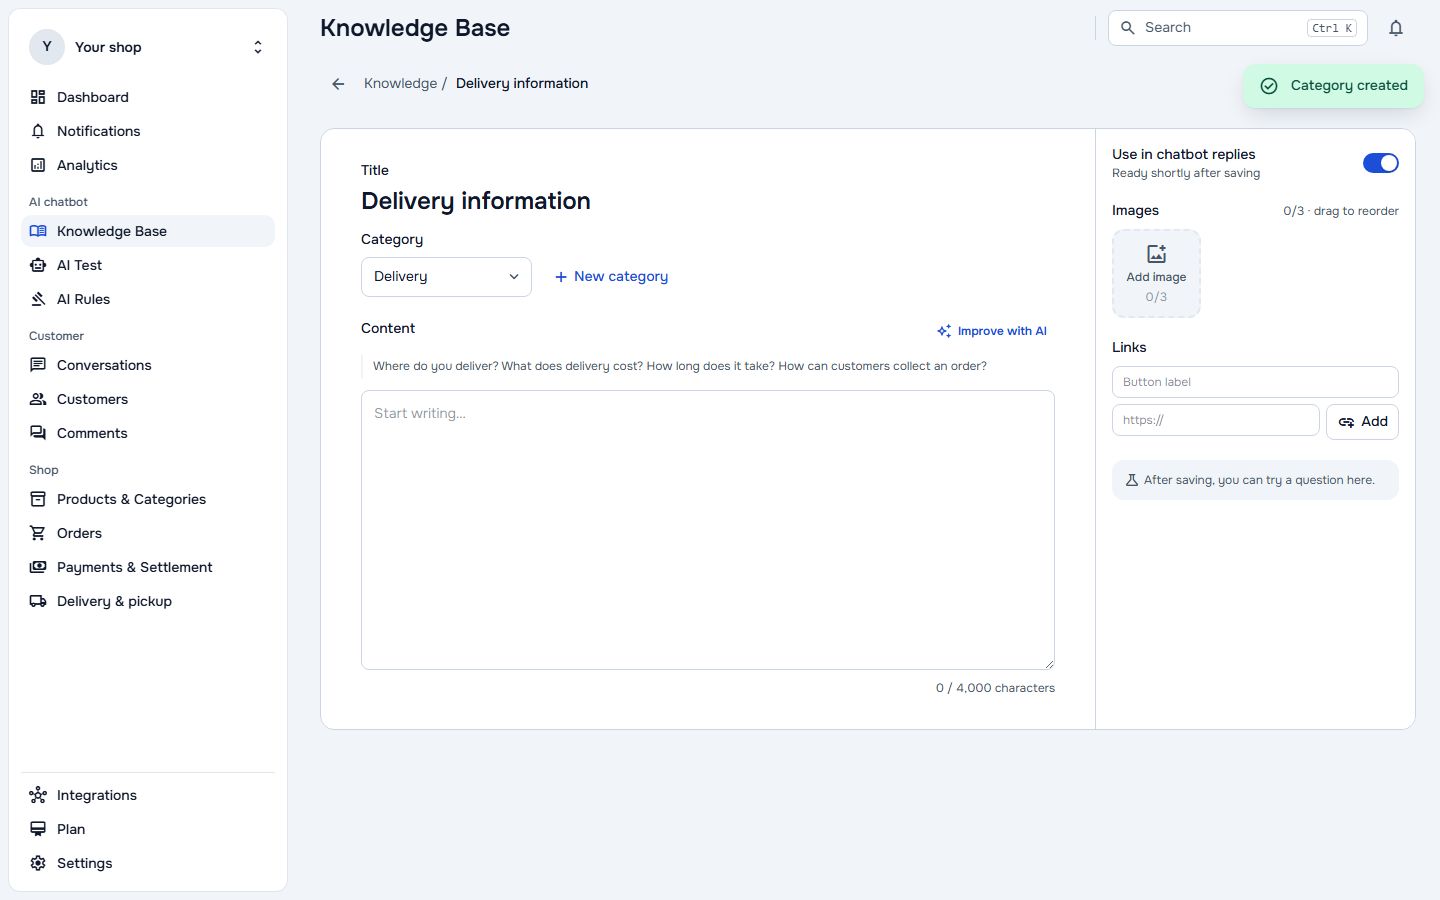 Y
Your shop
Dashboard
Notifications
Analytics
AI chatbot
Knowledge Base
AI Test
AI Rules
Customer
Conversations
Customers
Comments
Shop
Products & Categories
Orders
Payments & Settlement
Delivery & pickup
Integrations
Plan
Settings
Knowledge Base
Search
Ctrl K
Knowledge / Delivery information
Category created
Title
Delivery information
Category
Delivery
+ New category
Content
Improve with AI
Where do you deliver? What does delivery cost? How long does it take? How can customers collect an order?
Start writing...
0 / 4,000 characters
Use in chatbot replies
Ready shortly after saving
Images
0/3 · drag to reorder
Add image
0/3
Links
Button label
https://
Add
After saving, you can try a question here.